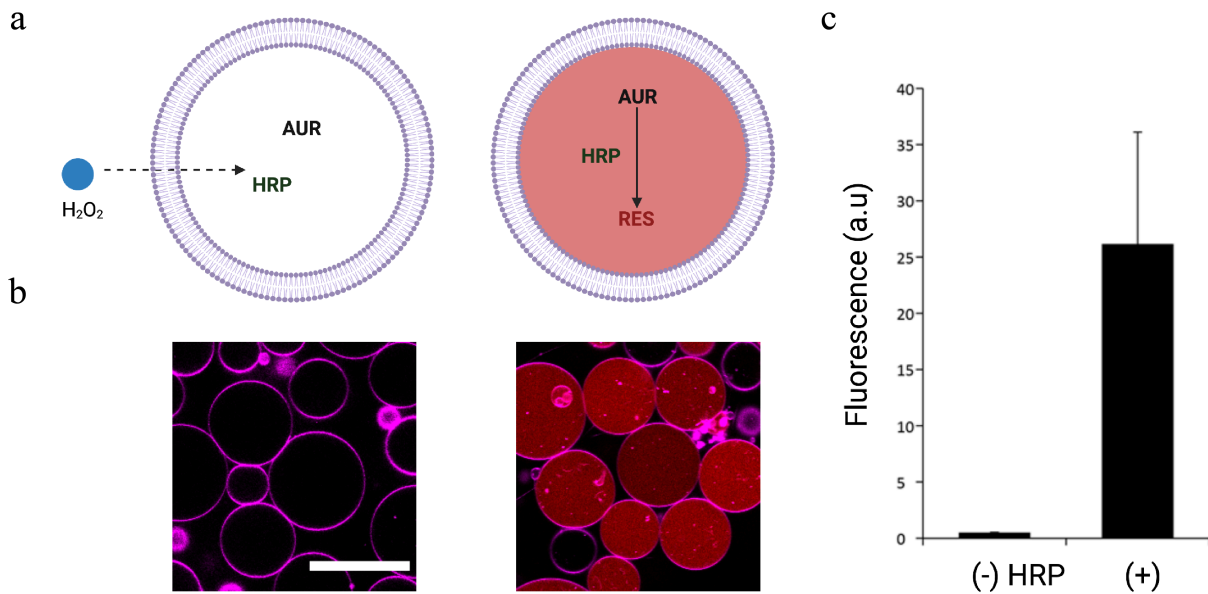 a
AUR
HRP
H₂O₂
AUR
HRP
RES
b
c
Fluorescence (a.u)
40
35
30
25
20
15
10
5
0
(-) HRP (+)